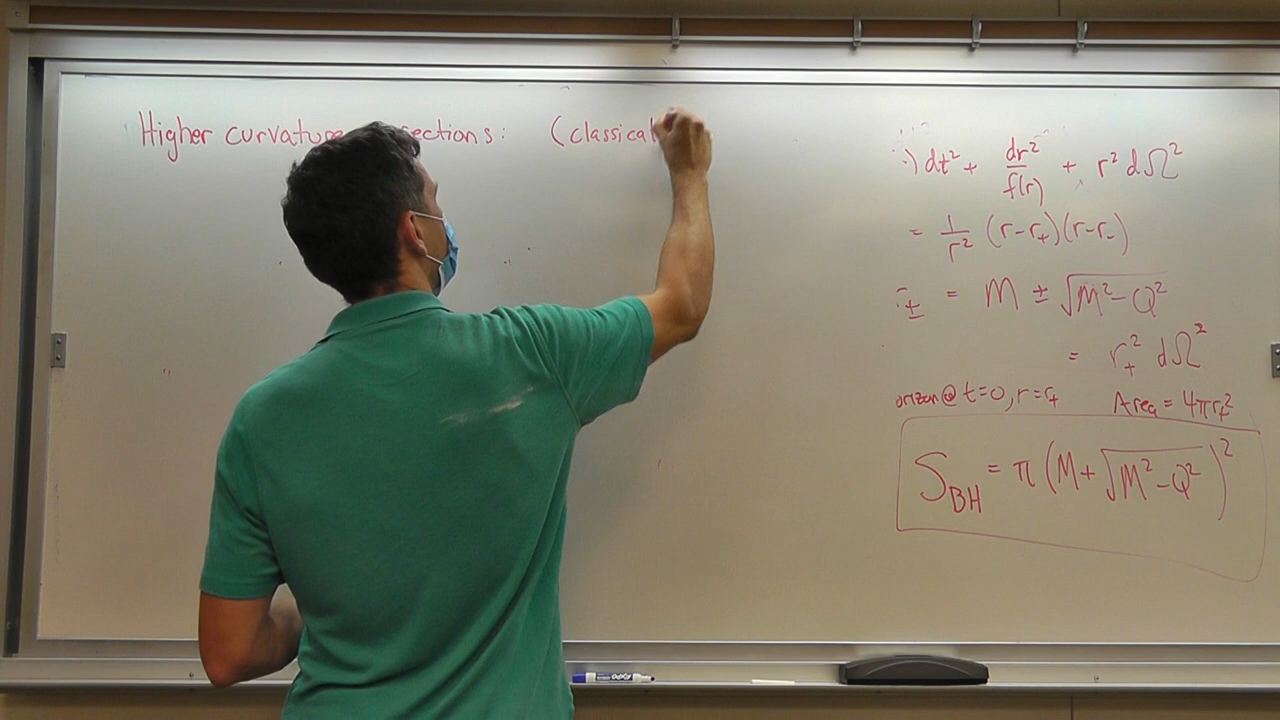 Higher curvature ections: (classical
) dt² + dr²/f(r) + r² dΩ²
= 1/r² (r-r₊)(r-r₋)
± = M ± √M²-Q²
= r₊² dΩ²
orizon @ t=0, r=r₊ Area = 4πr₊²
S_BH = π (M + √M²-Q²)²